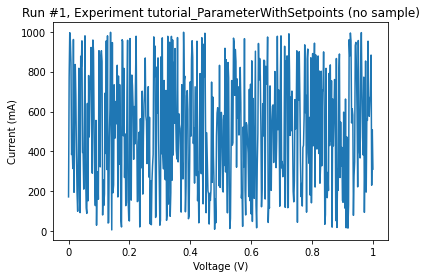 Run #1, Experiment tutorial_ParameterWithSetpoints (no sample)
1000
800
600
400
200
0
Current (mA)
0 0.2 0.4 0.6 0.8 1
Voltage (V)